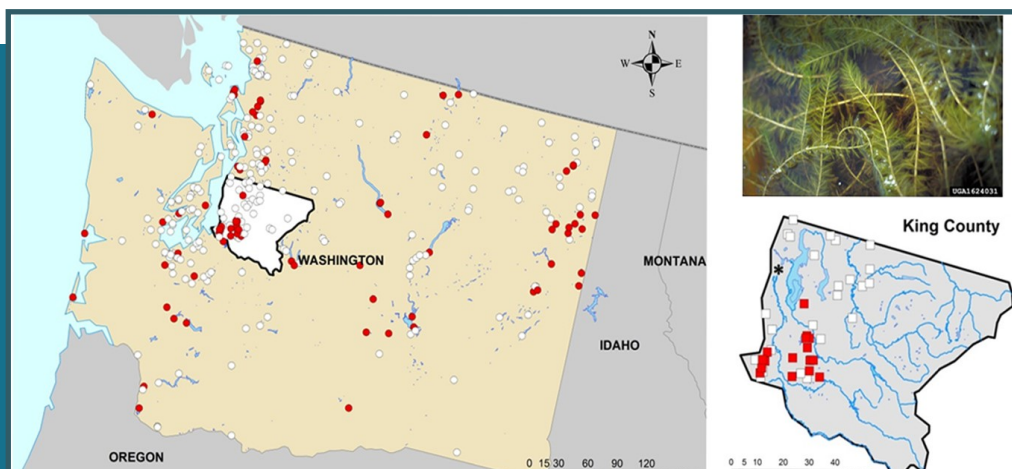 N
W E
S
WASHINGTON
MONTANA
IDAHO
OREGON
0 15 30 60 90 120
UGA1624031
King County
*
0 5 10 20 30 40